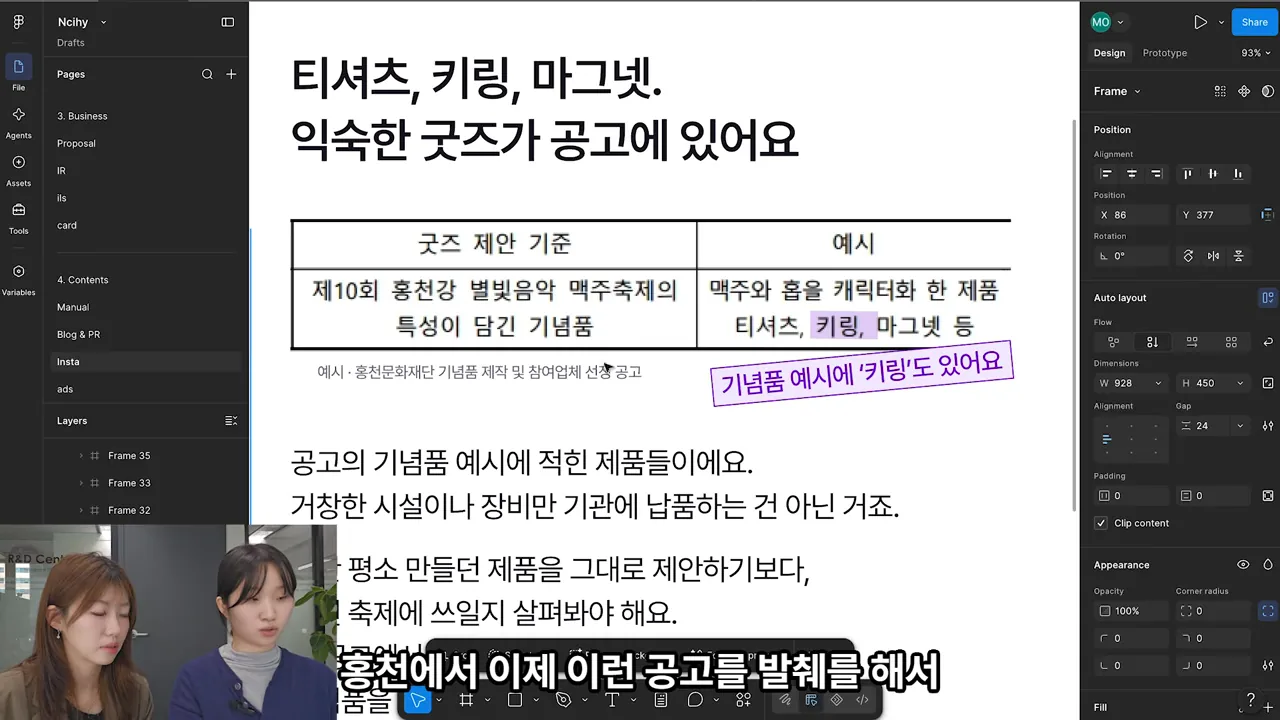 Ncihy
Drafts
File
Agents
Assets
Tools
Variables
Pages
3. Business
Proposal
IR
ils
card
4. Contents
Manual
Blog & PR
Insta
ads
Layers
Frame 35
Frame 33
Frame 32
티셔츠, 키링, 마그넷.
익숙한 굿즈가 공고에 있어요
굿즈 제안 기준
예시
제10회 홍천강 별빛음악 맥주축제의
특성이 담긴 기념품
맥주와 홉을 캐릭터화 한 제품
티셔츠, 키링, 마그넷 등
예시 · 홍천문화재단 기념품 제작 및 참여업체 선정 공고
기념품 예시에 ‘키링’도 있어요
공고의 기념품 예시에 적힌 제품들이에요.
거창한 시설이나 장비만 기관에 납품하는 건 아닌 거죠.
평소 만들던 제품을 그대로 제안하기보다,
축제에 쓰일지 살펴봐야 해요.
홍천에서 이제 이런 공고를 발췌를 해서
R&D
MO
Share
Design
Prototype
93%
Frame
Position
Alignment
Position
X 86
Y 377
Rotation
0°
Auto layout
Flow
Dimensions
W 928
H 450
Alignment
Gap
24
Padding
0
0
Clip content
Appearance
Opacity
Corner radius
100%
0
0
0
0
0
Fill
?